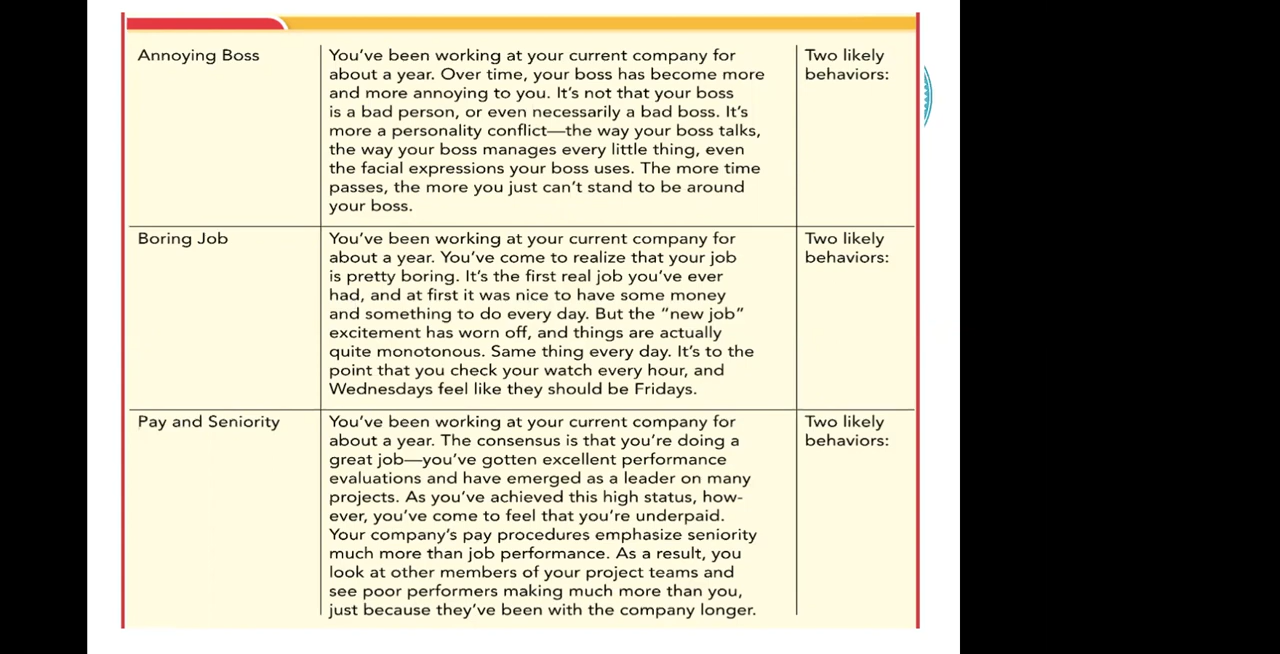 Annoying Boss
You've been working at your current company for
about a year. Over time, your boss has become more
and more annoying to you. It's not that your boss
is a bad person, or even necessarily a bad boss. It's
more a personality conflict—the way your boss talks,
the way your boss manages every little thing, even
the facial expressions your boss uses. The more time
passes, the more you just can't stand to be around
your boss.
Two likely
behaviors:
Boring Job
You've been working at your current company for
about a year. You've come to realize that your job
is pretty boring. It's the first real job you've ever
had, and at first it was nice to have some money
and something to do every day. But the “new job”
excitement has worn off, and things are actually
quite monotonous. Same thing every day. It's to the
point that you check your watch every hour, and
Wednesdays feel like they should be Fridays.
Two likely
behaviors:
Pay and Seniority
You've been working at your current company for
about a year. The consensus is that you're doing a
great job—you've gotten excellent performance
evaluations and have emerged as a leader on many
projects. As you've achieved this high status, how-
ever, you've come to feel that you're underpaid.
Your company's pay procedures emphasize seniority
much more than job performance. As a result, you
look at other members of your project teams and
see poor performers making much more than you,
just because they've been with the company longer.
Two likely
behaviors: